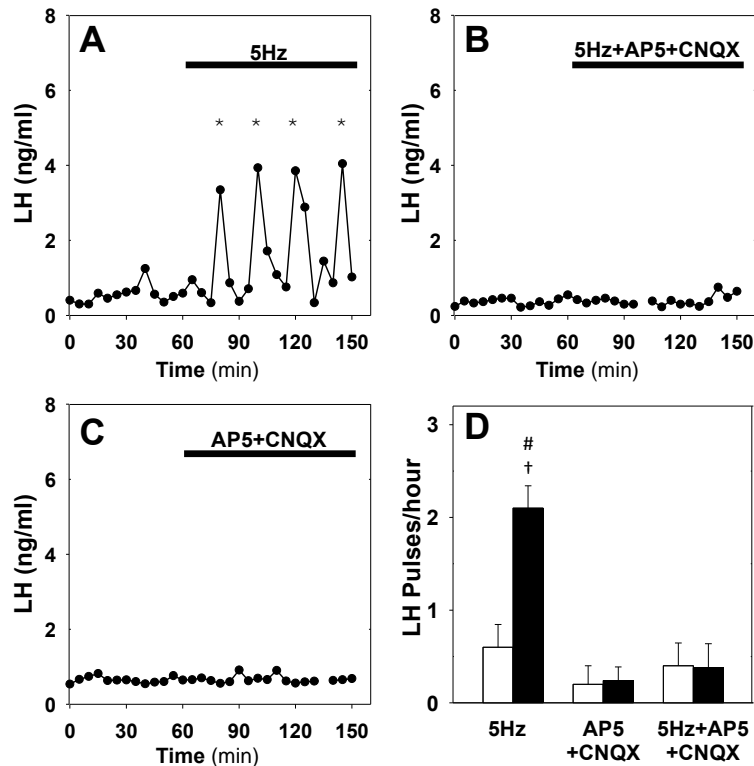 A
5Hz
* * * *
LH (ng/ml)
8
6
4
2
0
0 30 60 90 120 150
Time (min)
B
5Hz+AP5+CNQX
LH (ng/ml)
8
6
4
2
0
0 30 60 90 120 150
Time (min)
C
AP5+CNQX
LH (ng/ml)
8
6
4
2
0
0 30 60 90 120 150
Time (min)
D
#
†
LH Pulses/hour
3
2
1
0
5Hz AP5 5Hz+AP5
+CNQX +CNQX